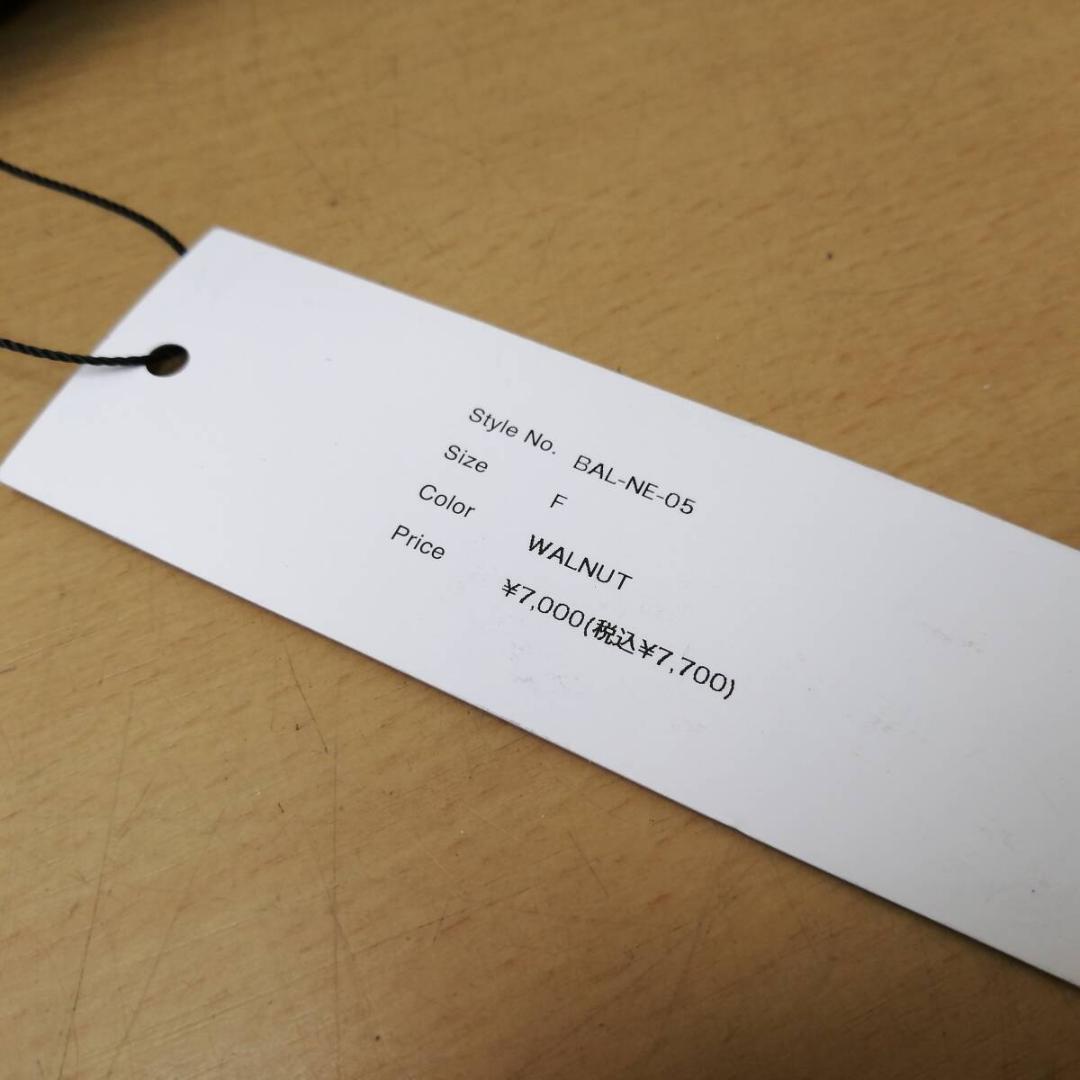 Style No. BAL-NE-05
Size F
Color WALNUT
Price ¥7,000(税込¥7,700)